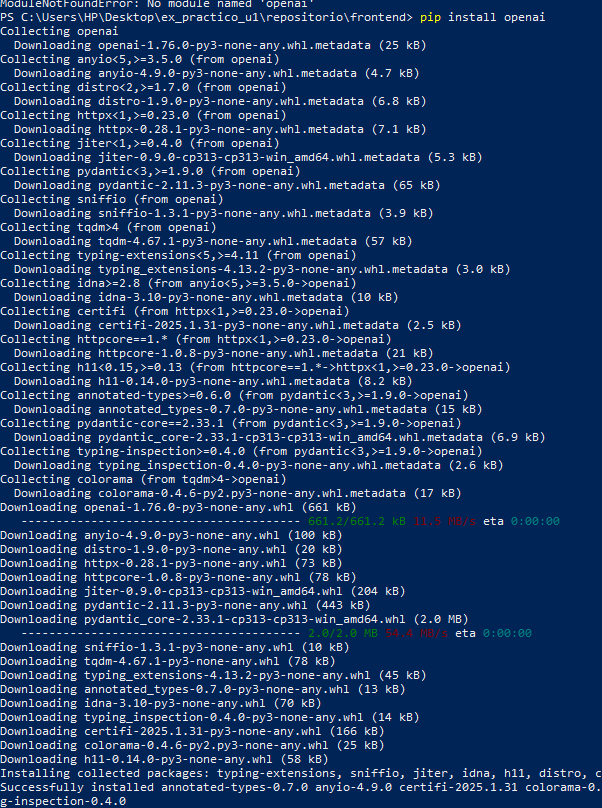 ModuleNotFoundError: No module named 'openai'
PS C:\Users\HP\Desktop\ex_practico_u1\repositorio\frontend> pip install openai
Collecting openai
  Downloading openai-1.76.0-py3-none-any.whl.metadata (25 kB)
Collecting anyio<5,>=3.5.0 (from openai)
  Downloading anyio-4.9.0-py3-none-any.whl.metadata (4.7 kB)
Collecting distro<2,>=1.7.0 (from openai)
  Downloading distro-1.9.0-py3-none-any.whl.metadata (6.8 kB)
Collecting httpx<1,>=0.23.0 (from openai)
  Downloading httpx-0.28.1-py3-none-any.whl.metadata (7.1 kB)
Collecting jiter<1,>=0.4.0 (from openai)
  Downloading jiter-0.9.0-cp313-cp313-win_amd64.whl.metadata (5.3 kB)
Collecting pydantic<3,>=1.9.0 (from openai)
  Downloading pydantic-2.11.3-py3-none-any.whl.metadata (65 kB)
Collecting sniffio (from openai)
  Downloading sniffio-1.3.1-py3-none-any.whl.metadata (3.9 kB)
Collecting tqdm>4 (from openai)
  Downloading tqdm-4.67.1-py3-none-any.whl.metadata (57 kB)
Collecting typing-extensions<5,>=4.11 (from openai)
  Downloading typing_extensions-4.13.2-py3-none-any.whl.metadata (3.0 kB)
Collecting idna>=2.8 (from anyio<5,>=3.5.0->openai)
  Downloading idna-3.10-py3-none-any.whl.metadata (10 kB)
Collecting certifi (from httpx<1,>=0.23.0->openai)
  Downloading certifi-2025.1.31-py3-none-any.whl.metadata (2.5 kB)
Collecting httpcore==1.* (from httpx<1,>=0.23.0->openai)
  Downloading httpcore-1.0.8-py3-none-any.whl.metadata (21 kB)
Collecting h11<0.15,>=0.13 (from httpcore==1.*->httpx<1,>=0.23.0->openai)
  Downloading h11-0.14.0-py3-none-any.whl.metadata (8.2 kB)
Collecting annotated-types>=0.6.0 (from pydantic<3,>=1.9.0->openai)
  Downloading annotated_types-0.7.0-py3-none-any.whl.metadata (15 kB)
Collecting pydantic-core==2.33.1 (from pydantic<3,>=1.9.0->openai)
  Downloading pydantic_core-2.33.1-cp313-cp313-win_amd64.whl.metadata (6.9 kB)
Collecting typing-inspection>=0.4.0 (from pydantic<3,>=1.9.0->openai)
  Downloading typing_inspection-0.4.0-py3-none-any.whl.metadata (2.6 kB)
Collecting colorama (from tqdm>4->openai)
  Downloading colorama-0.4.6-py2.py3-none-any.whl.metadata (17 kB)
Downloading openai-1.76.0-py3-none-any.whl (661 kB)
   ---------------------------------------- 661.2/661.2 kB 11.5 MB/s eta 0:00:00
Downloading anyio-4.9.0-py3-none-any.whl (100 kB)
Downloading distro-1.9.0-py3-none-any.whl (20 kB)
Downloading httpx-0.28.1-py3-none-any.whl (73 kB)
Downloading httpcore-1.0.8-py3-none-any.whl (78 kB)
Downloading jiter-0.9.0-cp313-cp313-win_amd64.whl (204 kB)
Downloading pydantic-2.11.3-py3-none-any.whl (443 kB)
Downloading pydantic_core-2.33.1-cp313-cp313-win_amd64.whl (2.0 MB)
   ---------------------------------------- 2.0/2.0 MB 54.4 MB/s eta 0:00:00
Downloading sniffio-1.3.1-py3-none-any.whl (10 kB)
Downloading tqdm-4.67.1-py3-none-any.whl (78 kB)
Downloading typing_extensions-4.13.2-py3-none-any.whl (45 kB)
Downloading annotated_types-0.7.0-py3-none-any.whl (13 kB)
Downloading idna-3.10-py3-none-any.whl (70 kB)
Downloading typing_inspection-0.4.0-py3-none-any.whl (14 kB)
Downloading certifi-2025.1.31-py3-none-any.whl (166 kB)
Downloading colorama-0.4.6-py2.py3-none-any.whl (25 kB)
Downloading h11-0.14.0-py3-none-any.whl (58 kB)
Installing collected packages: typing-extensions, sniffio, jiter, idna, h11, distro, c
Successfully installed annotated-types-0.7.0 anyio-4.9.0 certifi-2025.1.31 colorama-0.
g-inspection-0.4.0